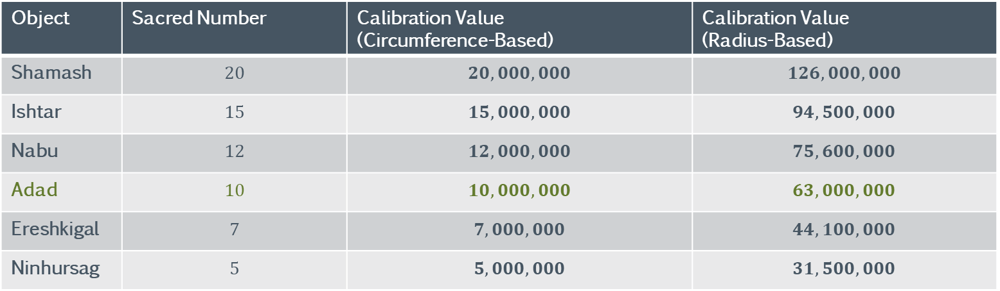 Object Sacred Number Calibration Value (Circumference-Based) Calibration Value (Radius-Based)
Shamash 20 20,000,000 126,000,000
Ishtar 15 15,000,000 94,500,000
Nabu 12 12,000,000 75,600,000
Adad 10 10,000,000 63,000,000
Ereshkigal 7 7,000,000 44,100,000
Ninhursag 5 5,000,000 31,500,000